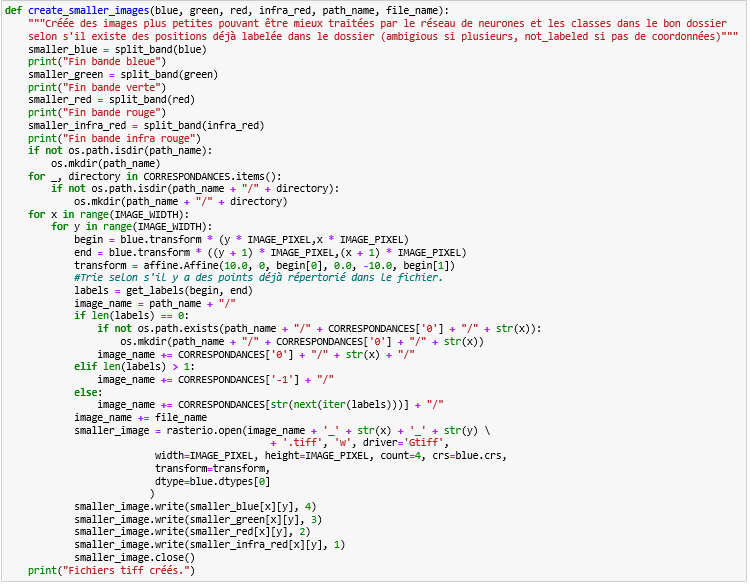 def create_smaller_images(blue, green, red, infra_red, path_name, file_name):
    """Créée des images plus petites pouvant être mieux traitées par le réseau de neurones et les classes dans le bon dossier
    selon s'il existe des positions déjà labelée dans le dossier (ambigious si plusieurs, not_labeled si pas de coordonnées)"""
    smaller_blue = split_band(blue)
    print("Fin bande bleue")
    smaller_green = split_band(green)
    print("Fin bande verte")
    smaller_red = split_band(red)
    print("Fin bande rouge")
    smaller_infra_red = split_band(infra_red)
    print("Fin bande infra rouge")
    if not os.path.isdir(path_name):
        os.mkdir(path_name)
    for _, directory in CORRESPONDANCES.items():
        if not os.path.isdir(path_name + "/" + directory):
            os.mkdir(path_name + "/" + directory)
    for x in range(IMAGE_WIDTH):
        for y in range(IMAGE_WIDTH):
            begin = blue.transform * (y * IMAGE_PIXEL,x * IMAGE_PIXEL)
            end = blue.transform * ((y + 1) * IMAGE_PIXEL,(x + 1) * IMAGE_PIXEL)
            transform = affine.Affine(10.0, 0, begin[0], 0.0, -10.0, begin[1])
            #Trie selon s'il y a des points déjà répertorié dans le fichier.
            labels = get_labels(begin, end)
            image_name = path_name + "/"
            if len(labels) == 0:
                if not os.path.exists(path_name + "/" + CORRESPONDANCES['0'] + "/" + str(x)):
                    os.mkdir(path_name + "/" + CORRESPONDANCES['0'] + "/" + str(x))
                image_name += CORRESPONDANCES['0'] + "/" + str(x) + "/"
            elif len(labels) > 1:
                image_name += CORRESPONDANCES['-1'] + "/"
            else:
                image_name += CORRESPONDANCES[str(next(iter(labels)))] + "/"
            image_name += file_name
            smaller_image = rasterio.open(image_name + '_' + str(x) + '_' + str(y) \
                                          + '.tiff', 'w', driver='Gtiff',
                          width=IMAGE_PIXEL, height=IMAGE_PIXEL, count=4, crs=blue.crs,
                          transform=transform,
                          dtype=blue.dtypes[0]
                         )
            smaller_image.write(smaller_blue[x][y], 4)
            smaller_image.write(smaller_green[x][y], 3)
            smaller_image.write(smaller_red[x][y], 2)
            smaller_image.write(smaller_infra_red[x][y], 1)
            smaller_image.close()
    print("Fichiers tiff créés.")